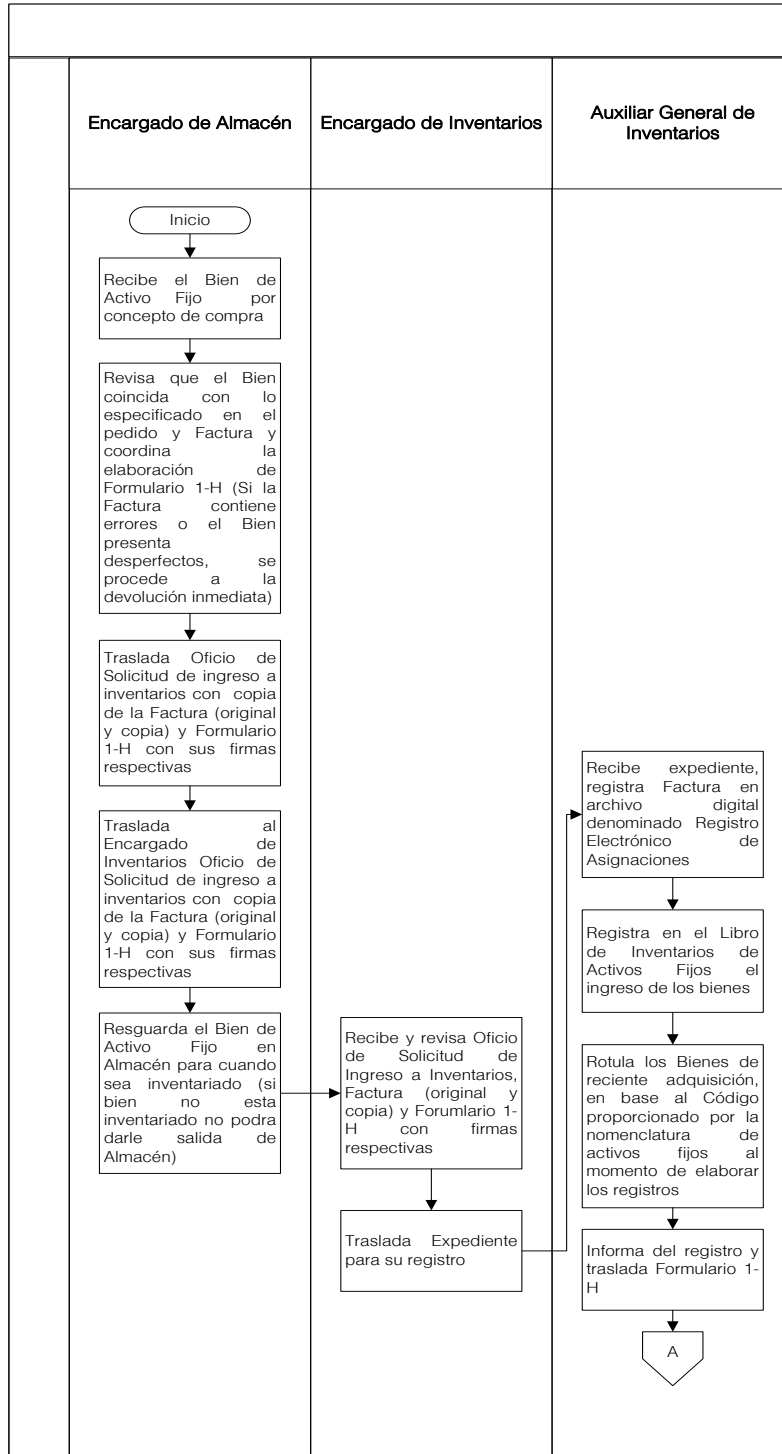 Encargado de Almacén
Encargado de Inventarios
Auxiliar General de
Inventarios
Inicio
Recibe el Bien de
Activo Fijo por
concepto de compra
Revisa que el Bien
coincida con lo
especificado en el
pedido y Factura y
coordina la
elaboración de
Formulario 1-H (Si la
Factura contiene
errores o el Bien
presenta
desperfectos, se
procede a la
devolución inmediata)
Traslada Oficio de
Solicitud de ingreso a
inventarios con copia
de la Factura (original
y copia) y Formulario
1-H con sus firmas
respectivas
Traslada al
Encargado de
Inventarios Oficio de
Solicitud de ingreso a
inventarios con copia
de la Factura (original
y copia) y Formulario
1-H con sus firmas
respectivas
Resguarda el Bien de
Activo Fijo en
Almacén para cuando
sea inventariado (si
bien no esta
inventariado no podra
darle salida de
Almacén)
Recibe y revisa Oficio
de Solicitud de
Ingreso a Inventarios,
Factura (original y
copia) y Forumlario 1-
H con firmas
respectivas
Traslada Expediente
para su registro
Recibe expediente,
registra Factura en
archivo digital
denominado Registro
Electrónico de
Asignaciones
Registra en el Libro
de Inventarios de
Activos Fijos el
ingreso de los bienes
Rotula los Bienes de
reciente adquisición,
en base al Código
proporcionado por la
nomenclatura de
activos fijos al
momento de elaborar
los registros
Informa del registro y
traslada Formulario 1-
H
A